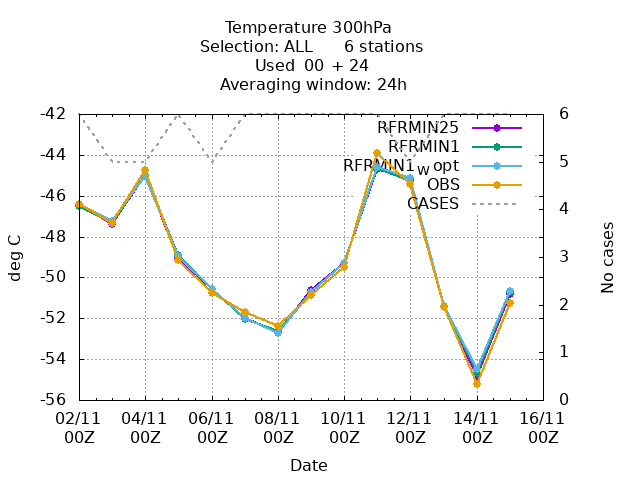 Temperature 300hPa
Selection: ALL 6 stations
Used 00 + 24
Averaging window: 24h
-42
-44
-46
-48
-50
-52
-54
-56
deg C
6
5
4
3
2
1
0
No cases
RFRMIN25
RFRMIN1
RFRMIN1w opt
OBS
CASES
02/11 04/11 06/11 08/11 10/11 12/11 14/11 16/11
00Z 00Z 00Z 00Z 00Z 00Z 00Z 00Z
Date